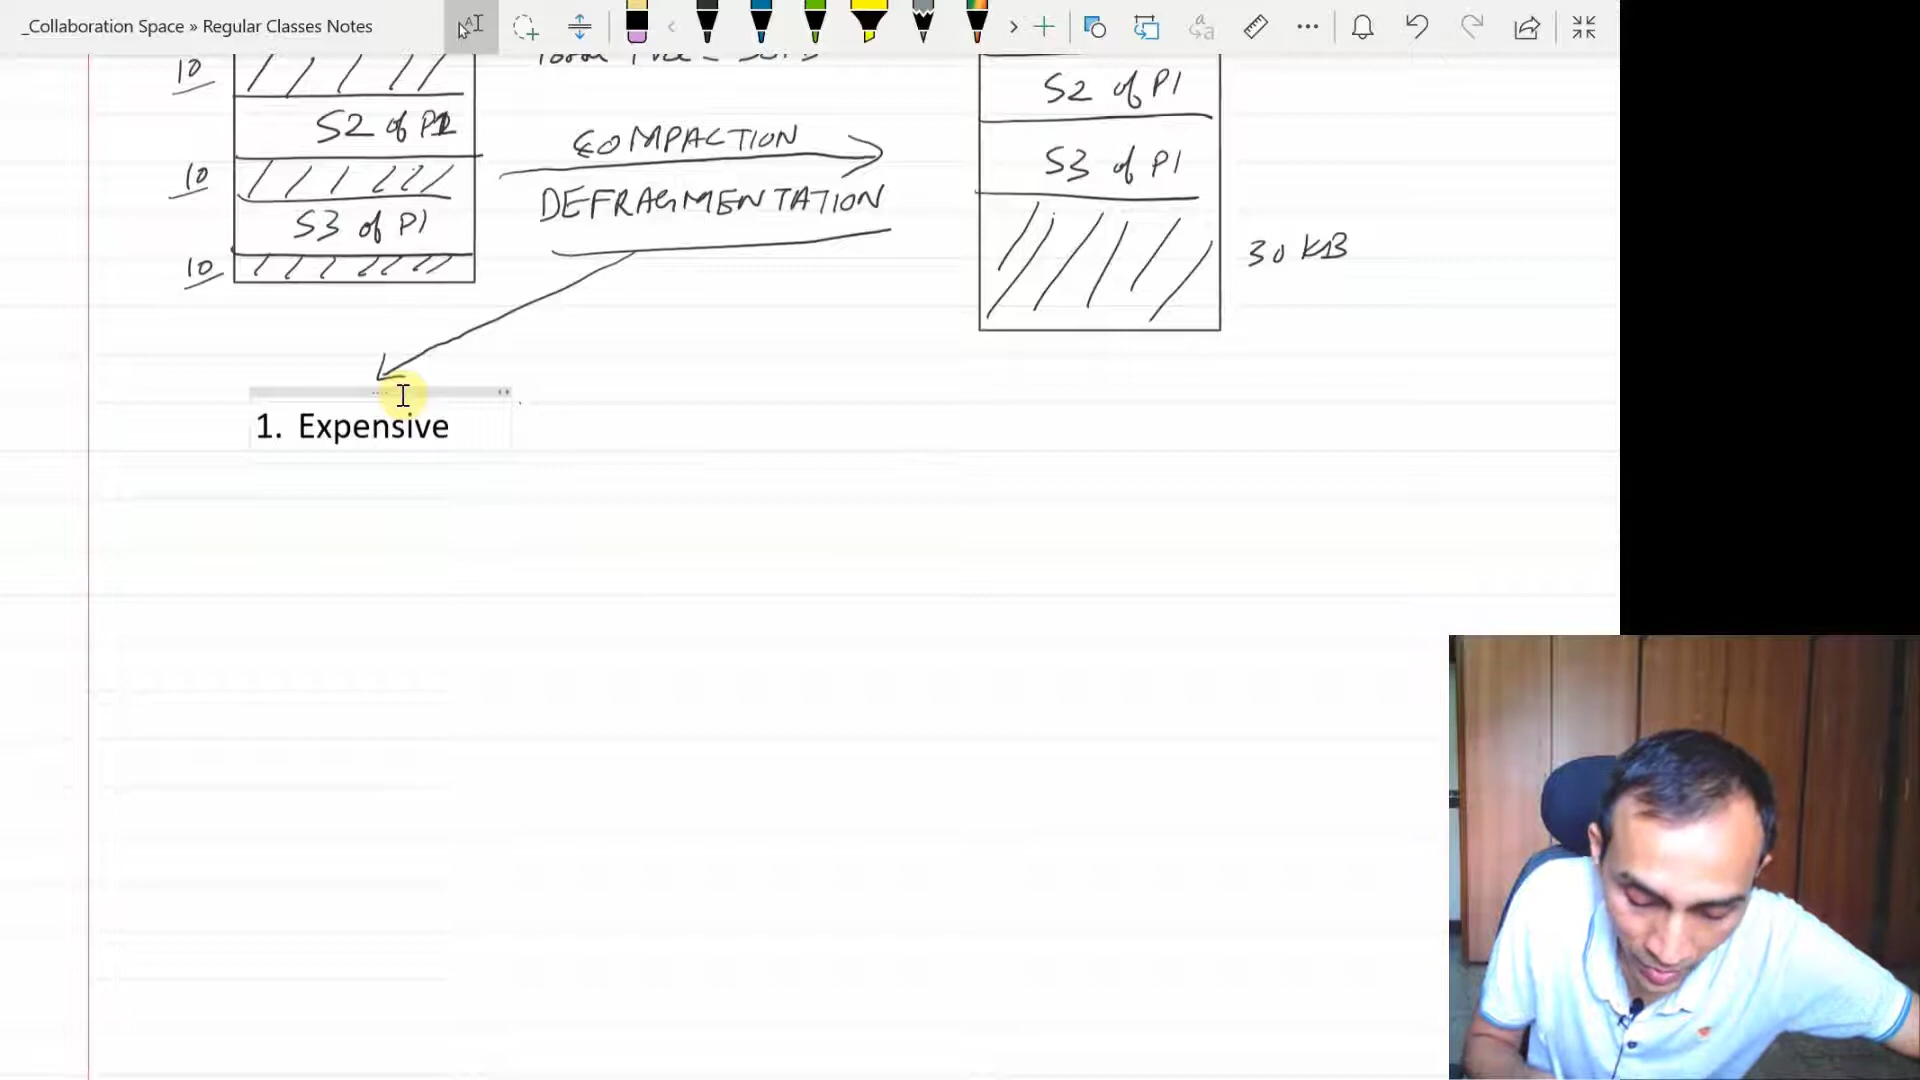 _Collaboration Space » Regular Classes Notes
10
S2 of P1
S2 of P1
COMPACTION
10
S3 of P1
DEFRAGMENTATION
S3 of P1
30 KB
10
1. Expensive